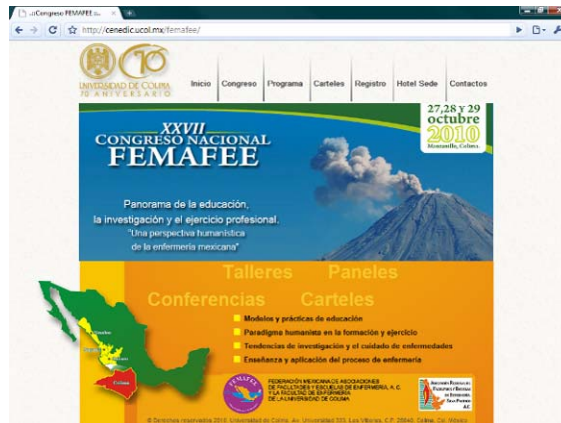 ..::Congreso FEMAFEE ::..
http://cenedic.ucol.mx/femafee/
UNIVERSIDAD DE COLIMA
70 ANIVERSARIO
Inicio Congreso Programa Carteles Registro Hotel Sede Contactos
27,28 y 29
octubre
2010
Manzanillo, Colima.
XXVII
CONGRESO NACIONAL
FEMAFEE
Panorama de la educación,
la investigación y el ejercicio profesional.
"Una perspectiva humanística
de la enfermería mexicana"
Talleres Paneles
Conferencias Carteles
Modelos y prácticas de educación
Paradigma humanista en la formación y ejercicio
Tendencias de investigación y el cuidado de enfermedades
Enseñanza y aplicación del proceso de enfermería
Colima
FEMAFEE
FEDERACIÓN MEXICANA DE ASOCIACIONES
DE FACULTADES Y ESCUELAS DE ENFERMERÍA, A. C.
Y LA FACULTAD DE ENFERMERÍA
DE LA UNIVERSIDAD DE COLIMA
A.C.
© Derechos reservados 2010. Universidad de Colima. Av. Universidad 333, Las Víboras, C.P. 28040. Colima, Col. México